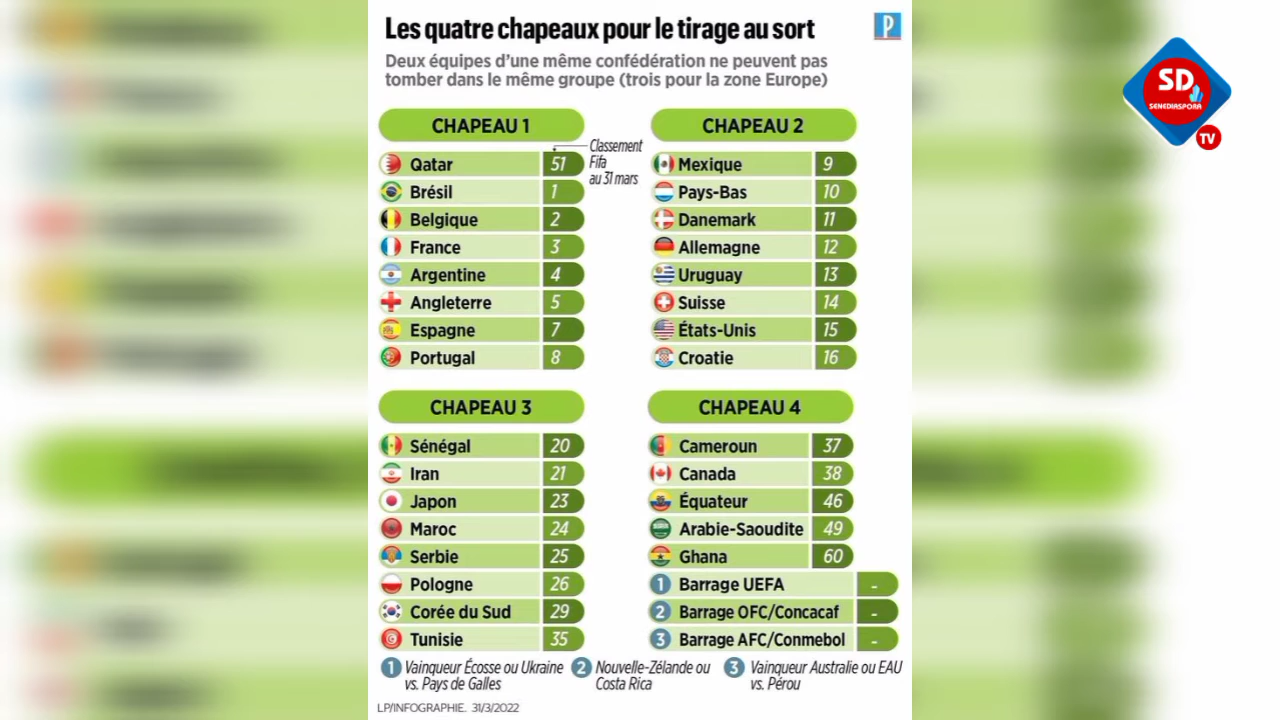 Les quatre chapeaux pour le tirage au sort
P
Deux équipes d'une même confédération ne peuvent pas
tomber dans le même groupe (trois pour la zone Europe)
SD
SENEDIASPORA
TV
CHAPEAU 1
Classement
Fifa
au 31 mars
Qatar 51
Brésil 1
Belgique 2
France 3
Argentine 4
Angleterre 5
Espagne 7
Portugal 8
CHAPEAU 2
Mexique 9
Pays-Bas 10
Danemark 11
Allemagne 12
Uruguay 13
Suisse 14
États-Unis 15
Croatie 16
CHAPEAU 3
Sénégal 20
Iran 21
Japon 23
Maroc 24
Serbie 25
Pologne 26
Corée du Sud 29
Tunisie 35
CHAPEAU 4
Cameroun 37
Canada 38
Équateur 46
Arabie-Saoudite 49
Ghana 60
1 Barrage UEFA -
2 Barrage OFC/Concacaf -
3 Barrage AFC/Conmebol -
1 Vainqueur Écosse ou Ukraine
vs. Pays de Galles
2 Nouvelle-Zélande ou
Costa Rica
3 Vainqueur Australie ou EAU
vs. Pérou
LP/INFOGRAPHIE. 31/3/2022